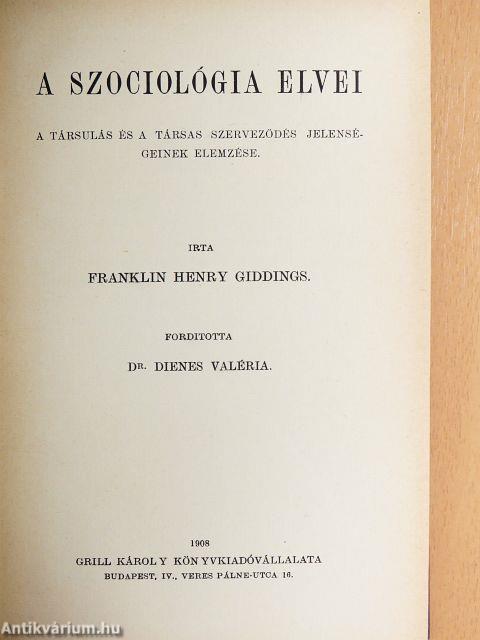 A SZOCIOLÓGIA ELVEI
A TÁRSULÁS ÉS A TÁRSAS SZERVEZŐDÉS JELENSÉ-
GEINEK ELEMZÉSE.
IRTA
FRANKLIN HENRY GIDDINGS.
FORDITOTTA
DR. DIENES VALÉRIA.
1908
GRILL KÁROLY KÖNYVKIADÓVÁLLALATA
BUDAPEST, IV., VERES PÁLNE-UTCA 16.
Antikvárium.hu